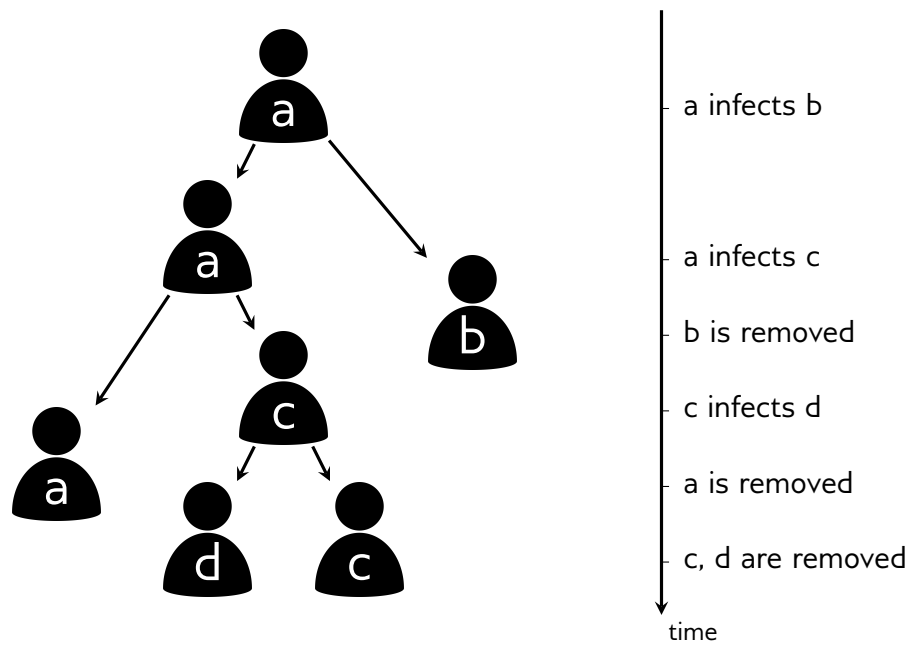 a
a infects b
a
a infects c
b
b is removed
c
c infects d
a
a is removed
d
c
c, d are removed
time